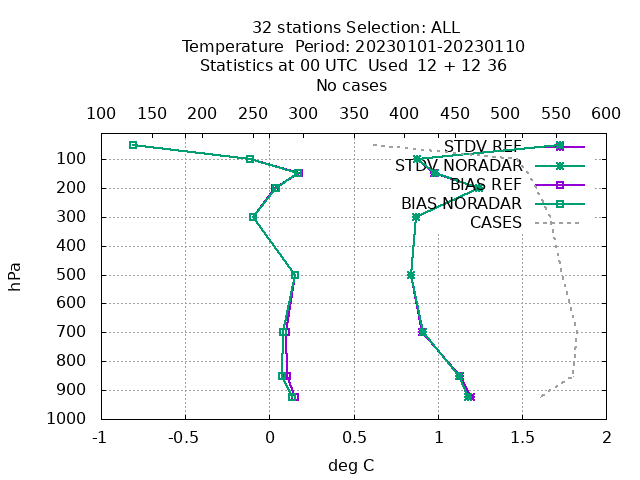 32 stations Selection: ALL
Temperature  Period: 20230101-20230110
Statistics at 00 UTC  Used  12 + 12 36
No cases
100 150 200 250 300 350 400 450 500 550 600
STDV REF
STDV NORADAR
BIAS REF
BIAS NORADAR
CASES
100
200
300
400
500
600
700
800
900
1000
hPa
-1 -0.5 0 0.5 1 1.5 2
deg C